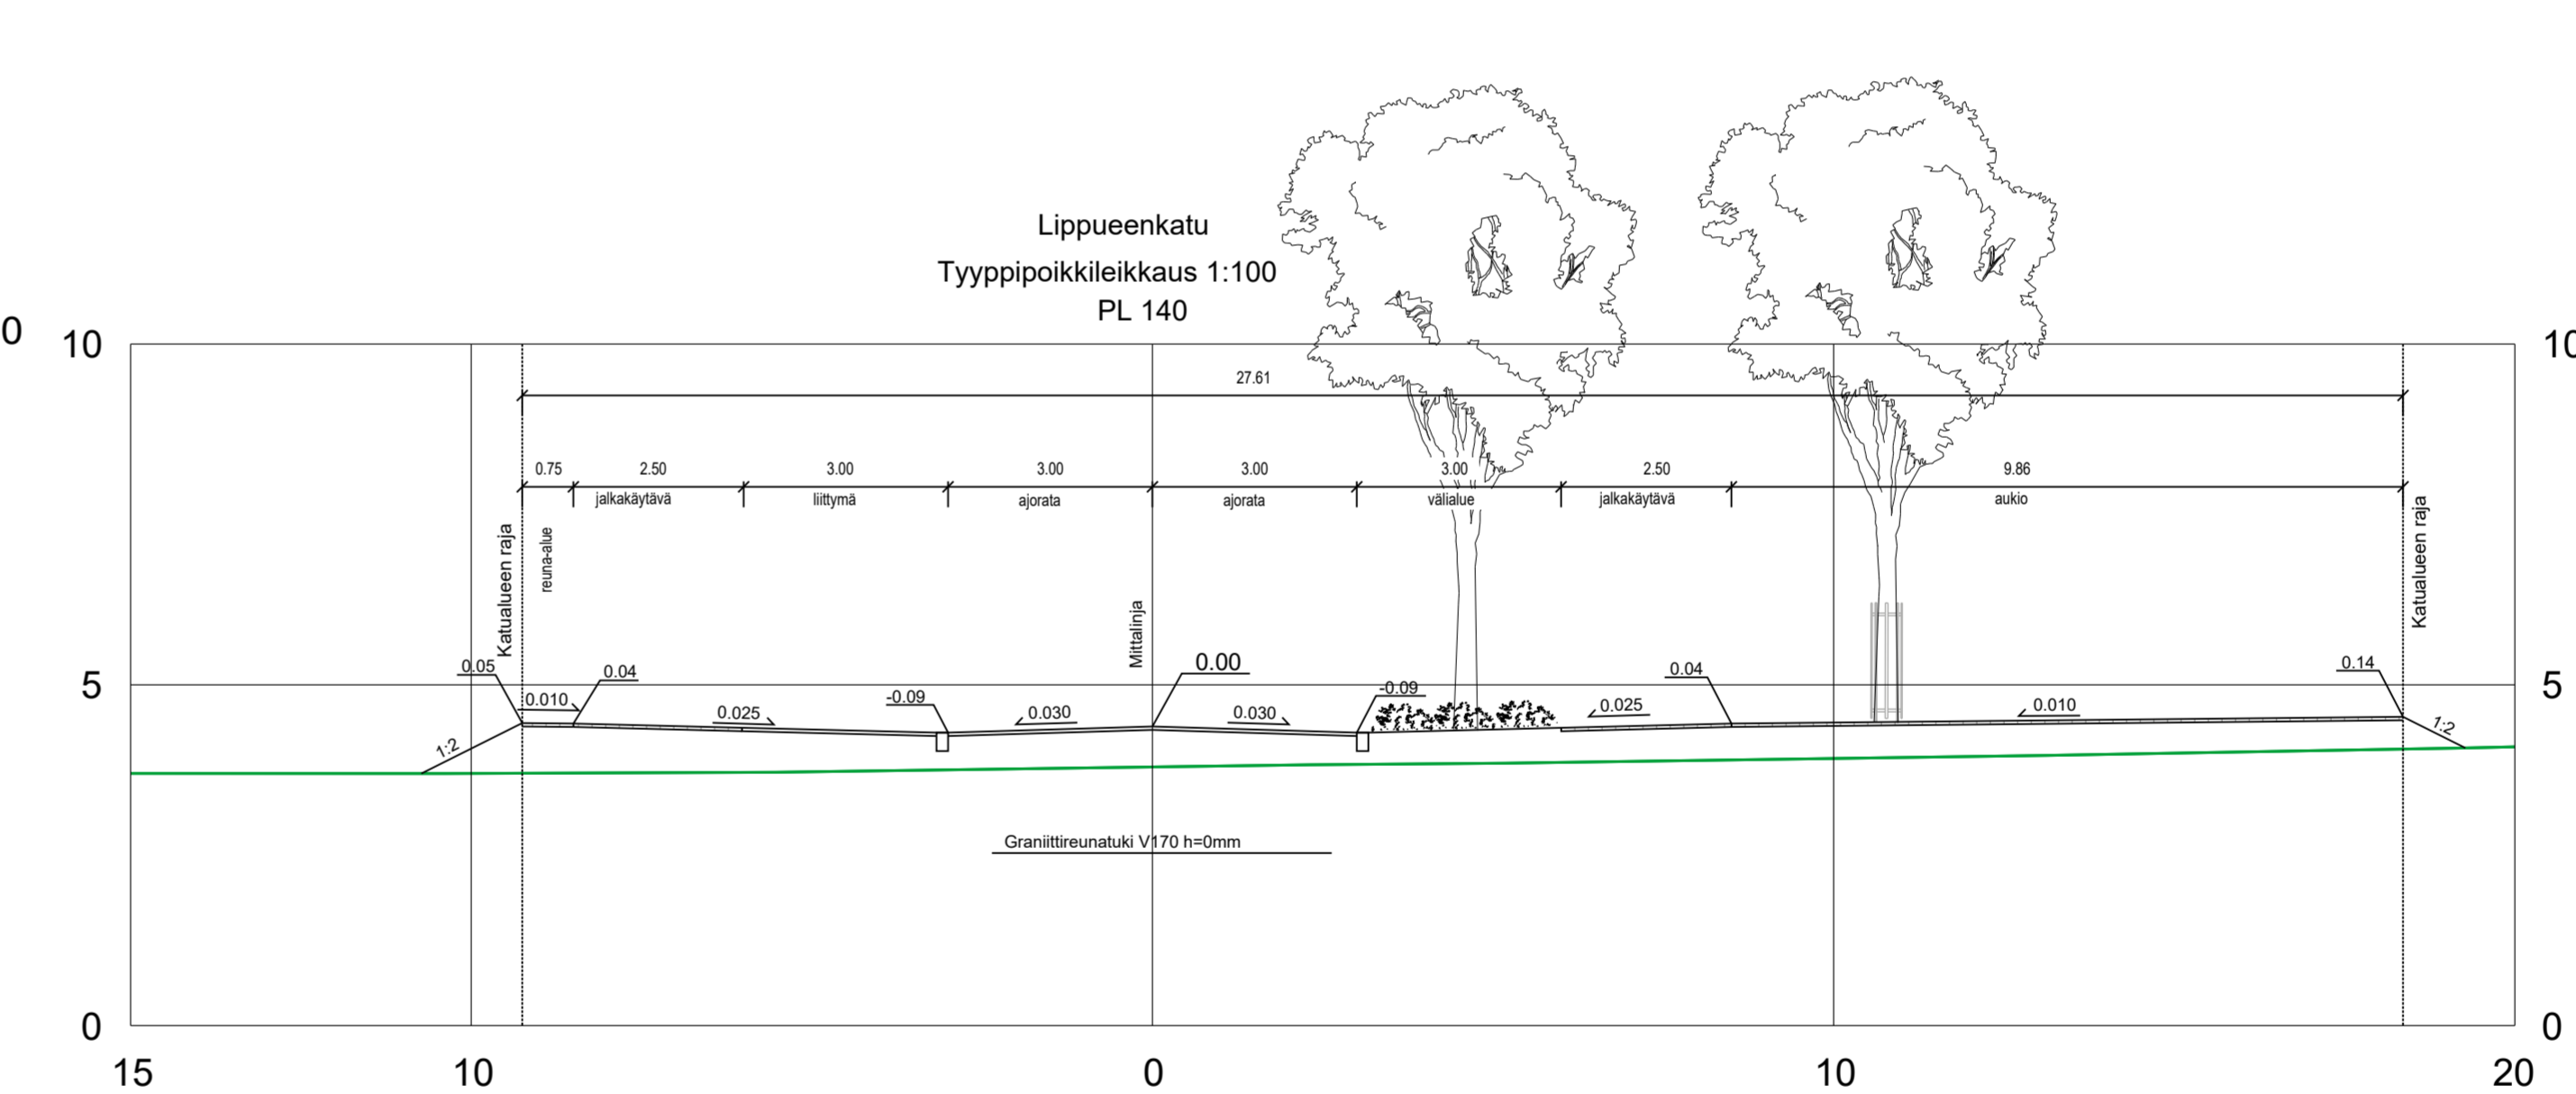 Lippueenkatu
Tyyppipoikkileikkaus 1:100
PL 140
0 10 10
27.61
0.75 2.50 3.00 3.00 3.00 3.00 2.50 9.86
jalkakäytävä liittymä ajorata ajorata välialue jalkakäytävä aukio
Katualueen raja
reuna-alue
Mittalinja
Katualueen raja
0.05 0.04 0.00 0.04 0.14
5 5
0.010 0.025 -0.09 0.030 0.030 -0.09 0.025 0.010
1:2 1:2
Graniittireunatuki V170 h=0mm
0 0
15 10 0 10 20